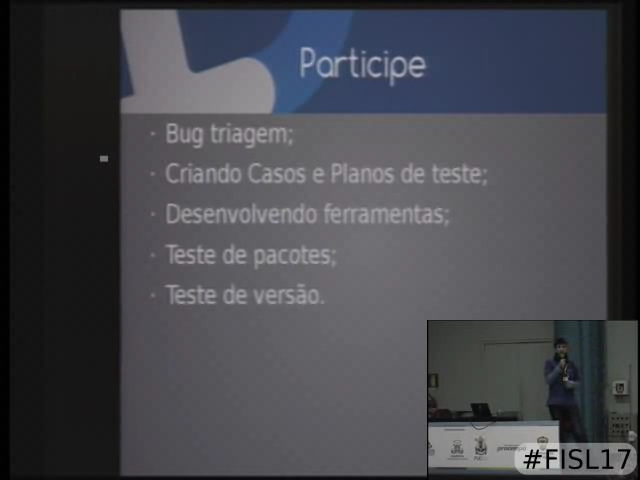 Participe
· Bug triagem;
· Criando Casos e Planos de teste;
· Desenvolvendo ferramentas;
· Teste de pacotes;
· Teste de versão.
#FISL17